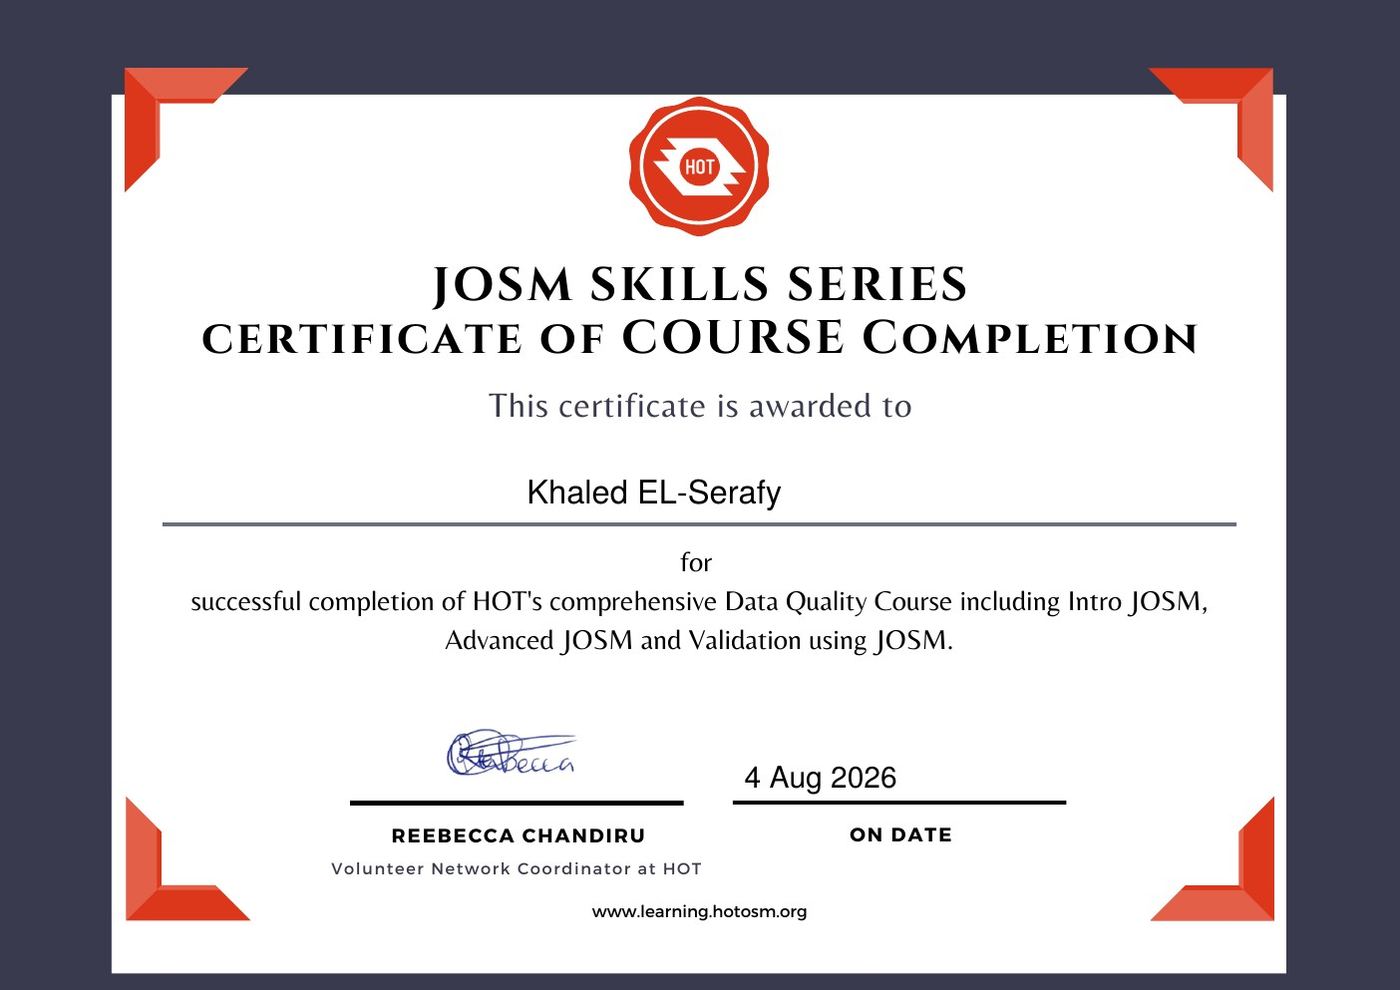 HOT
JOSM SKILLS SERIES
CERTIFICATE OF COURSE COMPLETION
This certificate is awarded to
Khaled EL-Serafy
for
successful completion of HOT's comprehensive Data Quality Course including Intro JOSM,
Advanced JOSM and Validation using JOSM.
Reebecca
4 Aug 2026
REEBECCA CHANDIRU
ON DATE
Volunteer Network Coordinator at HOT
www.learning.hotosm.org